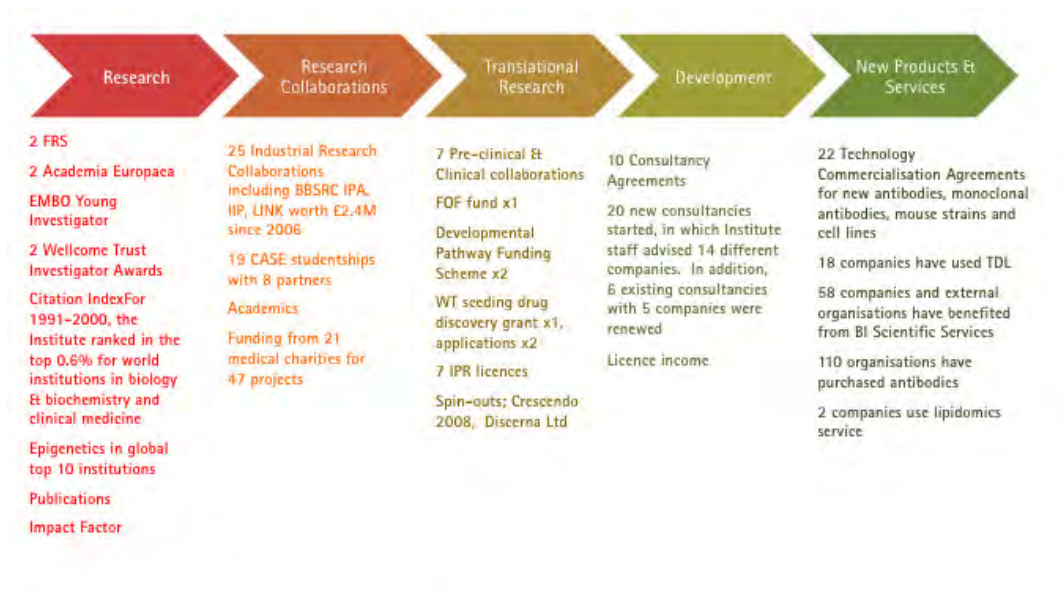 Research
Research
Collaborations
Translational
Research
Development
New Products &
Services
2 FRS
2 Academia Europaea
EMBO Young
Investigator
2 Wellcome Trust
Investigator Awards
Citation IndexFor
1991-2000, the
Institute ranked in the
top 0.6% for world
institutions in biology
& biochemistry and
clinical medicine
Epigenetics in global
top 10 institutions
Publications
Impact Factor
25 Industrial Research
Collaborations
including BBSRC IPA,
IIP, LINK worth £2.4M
since 2006
19 CASE studentships
with 8 partners
Academics
Funding from 21
medical charities for
47 projects
7 Pre-clinical &
Clinical collaborations
FOF fund x1
Developmental
Pathway Funding
Scheme x2
WT seeding drug
discovery grant x1,
applications x2
7 IPR licences
Spin-outs; Crescendo
2008, Discerna Ltd
10 Consultancy
Agreements
20 new consultancies
started, in which Institute
staff advised 14 different
companies. In addition,
6 existing consultancies
with 5 companies were
renewed
Licence income
22 Technology
Commercialisation Agreements
for new antibodies, monoclonal
antibodies, mouse strains and
cell lines
18 companies have used TDL
58 companies and external
organisations have benefited
from BI Scientific Services
110 organisations have
purchased antibodies
2 companies use lipidomics
service